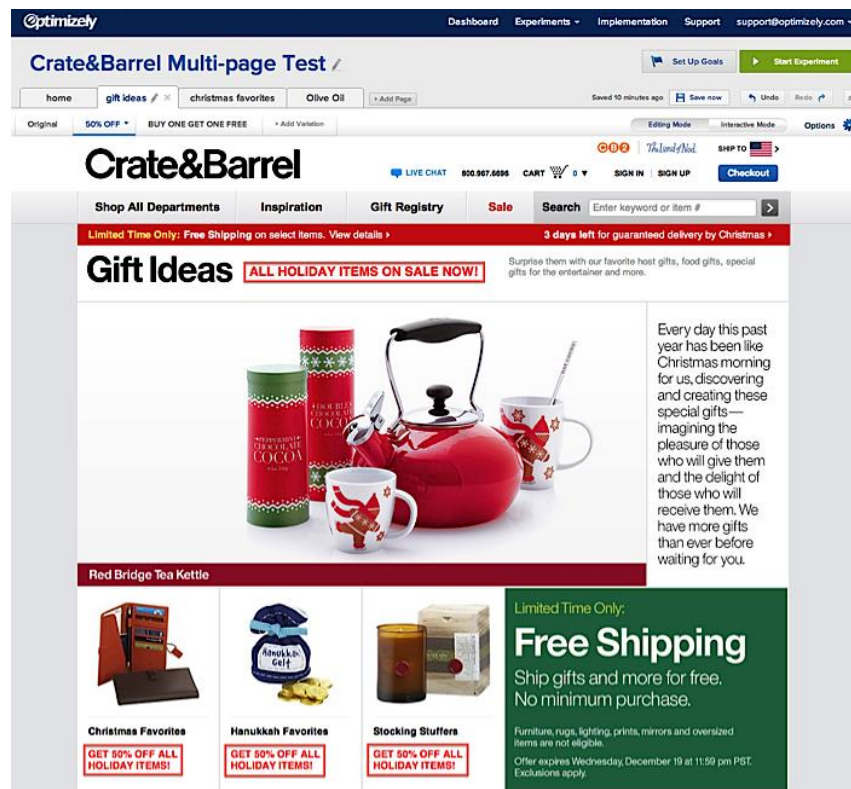 Optimizely
Dashboard Experiments Implementation Support support@optimizely.com
Crate&Barrel Multi-page Test
Set Up Goals Start Experiment
home gift ideas christmas favorites Olive Oil + Add Page
Saved 10 minutes ago Save now Undo Redo
Original 50% OFF BUY ONE GET ONE FREE + Add Variation
Editing Mode Interactive Mode Options
Crate&Barrel
CB2 The Land of Nod. SHIP TO
LIVE CHAT 800.967.6696 CART 0 SIGN IN | SIGN UP Checkout
Shop All Departments Inspiration Gift Registry Sale Search Enter keyword or item #
Limited Time Only: Free Shipping on select items. View details
3 days left for guaranteed delivery by Christmas
Gift Ideas
ALL HOLIDAY ITEMS ON SALE NOW!
Surprise them with our favorite host gifts, food gifts, special
gifts for the entertainer and more.
DOUBLE
CHOCOLATE
COCOA
PEPPERMINT
CHOCOLATE
COCOA
Every day this past
year has been like
Christmas morning
for us, discovering
and creating these
special gifts—
imagining the
pleasure of those
who will give them
and the delight of
those who will
receive them. We
have more gifts
than ever before
waiting for you.
Red Bridge Tea Kettle
Hanukkah
Gelt
Christmas Favorites
GET 50% OFF ALL
HOLIDAY ITEMS!
Hanukkah Favorites
GET 50% OFF ALL
HOLIDAY ITEMS!
Stocking Stuffers
GET 50% OFF ALL
HOLIDAY ITEMS!
Limited Time Only:
Free Shipping
Ship gifts and more for free.
No minimum purchase.
Furniture, rugs, lighting, prints, mirrors and oversized
items are not eligible.
Offer expires Wednesday, December 19 at 11:59 pm PST.
Exclusions apply.